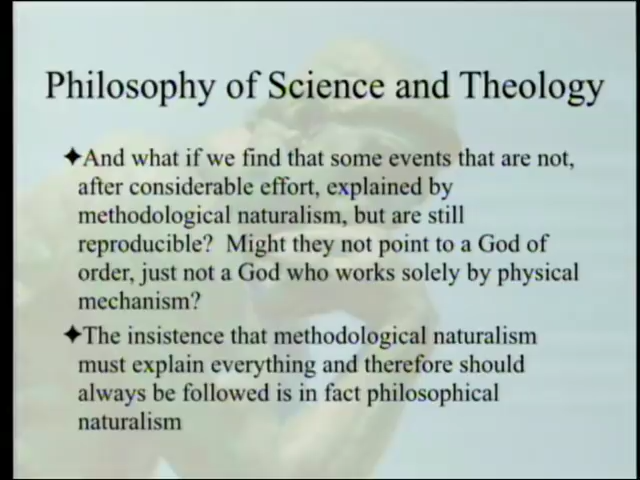 Philosophy of Science and Theology
✦And what if we find that some events that are not,
after considerable effort, explained by
methodological naturalism, but are still
reproducible?  Might they not point to a God of
order, just not a God who works solely by physical
mechanism?
✦The insistence that methodological naturalism
must explain everything and therefore should
always be followed is in fact philosophical
naturalism